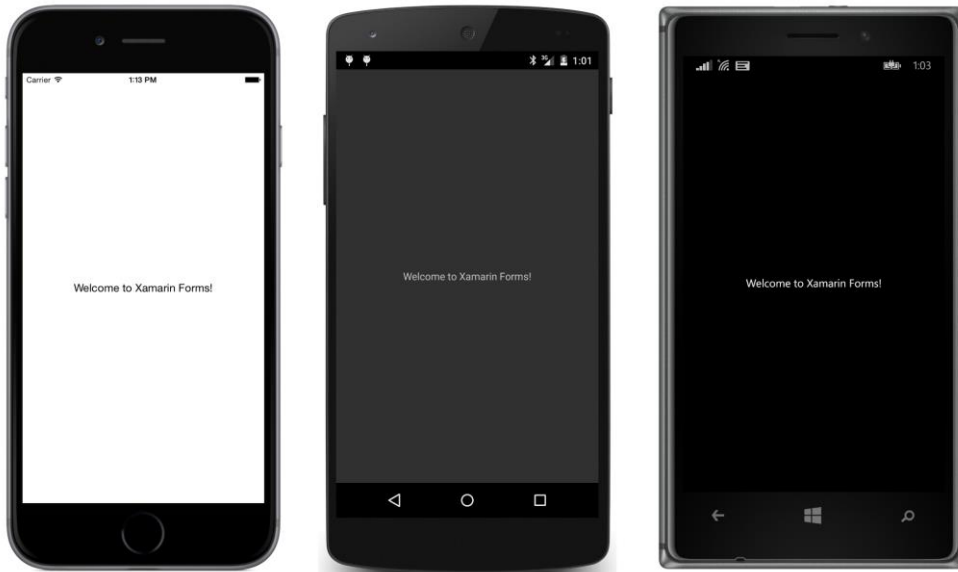 Carrier
1:13 PM
Welcome to Xamarin Forms!
3G
1:01
Welcome to Xamarin Forms!
1:03
Welcome to Xamarin Forms!